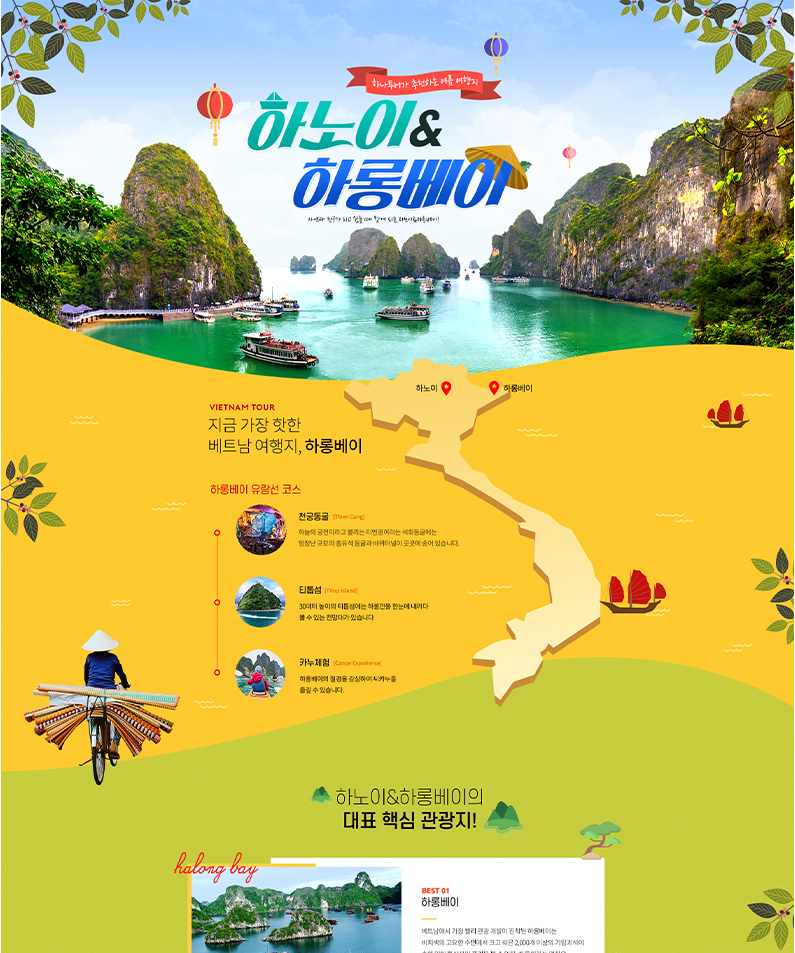 하나투어가 추천하는 여름 여행지
하노이&
하롱베이
하노이
하롱베이
VIETNAM TOUR
지금 가장 핫한
베트남 여행지, 하롱베이
하롱베이 유람선 코스
천궁동굴 (Thien Cung)
하늘의 궁전이라고 불리는 티엔꿍이라는 석회동굴에는
엄청난 규모의 종유석 동굴과 바위터널이 곳곳에 숨어 있습니다.
티톱섬 (Titop Island)
30미터 높이의 티톱섬에는 하롱만을 한눈에 내려다
볼 수 있는 전망대가 있습니다
카누체험 (Canoe Experience)
하롱베이의 절경을 감상하며 씨카누를
즐길 수 있습니다.
하노이&하롱베이의
대표 핵심 관광지!
halong bay
BEST 01
하롱베이
베트남에서 가장 빨리 관광 개발이 진척된 하롱베이는
비취색의 고요한 수면에서 크고 작은 2,000개 이상의 기암괴석이